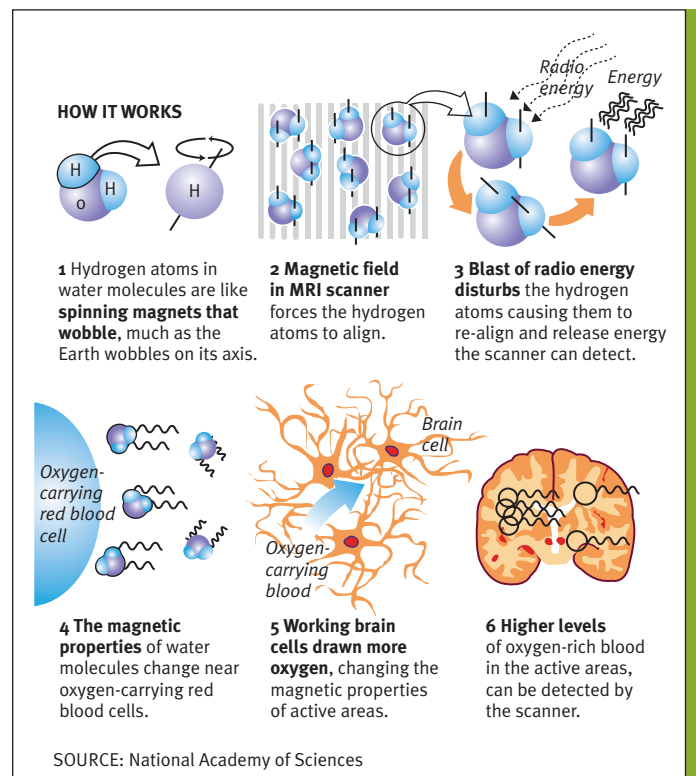 HOW IT WORKS
H
H
O
H
Radio
energy
Energy
1 Hydrogen atoms in
water molecules are like
spinning magnets that
wobble, much as the
Earth wobbles on its axis.
2 Magnetic field
in MRI scanner
forces the hydrogen
atoms to align.
3 Blast of radio energy
disturbs the hydrogen
atoms causing them to
re-align and release energy
the scanner can detect.
Oxygen-
carrying
red blood
cell
Brain
cell
Oxygen-
carrying
blood
4 The magnetic
properties of water
molecules change near
oxygen-carrying red
blood cells.
5 Working brain
cells drawn more
oxygen, changing the
magnetic properties
of active areas.
6 Higher levels
of oxygen-rich blood
in the active areas,
can be detected by
the scanner.
SOURCE: National Academy of Sciences